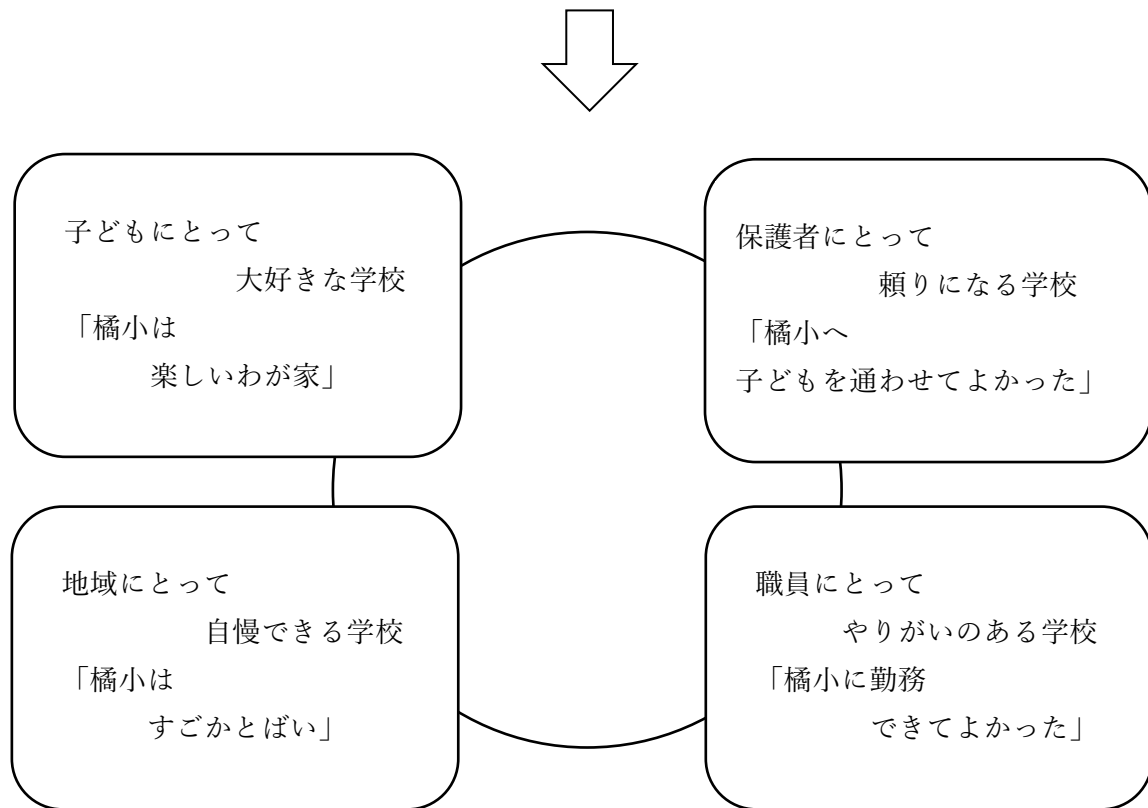 子どもにとって
大好きな学校
「橘小は
楽しいわが家」
保護者にとって
頼りになる学校
「橘小へ
子どもを通わせてよかった」
地域にとって
自慢できる学校
「橘小は
すごかとばい」
職員にとって
やりがいのある学校
「橘小に勤務
できてよかった」